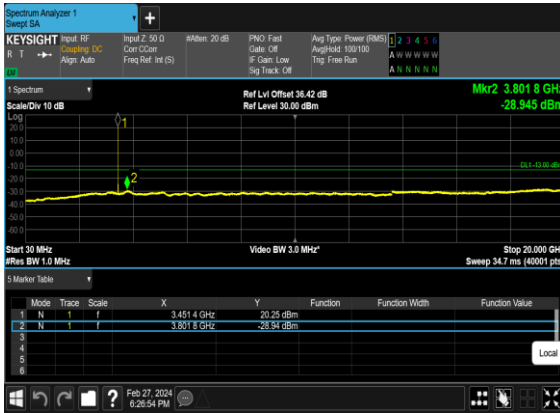 Spectrum Analyzer 1
Swept SA
+
KEYSIGHT Input: RF Input Z: 50 Ω #Atten: 20 dB PNO: Fast Avg Type: Power (RMS) 1 2 3 4 5 6
R T Coupling: DC Corr CCorr Gate: Off Avg|Hold: 100/100 A W W W W W
Align: Auto Freq Ref: Int (S) IF Gain: Low Trig: Free Run
Sig Track: Off A N N N N N
1 Spectrum
Scale/Div 10 dB
Ref Lvl Offset 36.42 dB
Ref Level 30.00 dBm
Mkr2 3.801 8 GHz
-28.945 dBm
Log
20.0
10.0
0.00
-10.0
-20.0
-30.0
-40.0
-50.0
-60.0
1
2
DL1 -13.00 dBm
Start 30 MHz Video BW 3.0 MHz* Stop 20.000 GHz
#Res BW 1.0 MHz Sweep 34.7 ms (40001 pts)
5 Marker Table
Mode Trace Scale X Y Function Function Width Function Value
1 N 1 f 3.451 4 GHz 20.25 dBm
2 N 1 f 3.801 8 GHz -28.94 dBm
3
4
5
6
Local
? Feb 27, 2024
6:26:54 PM